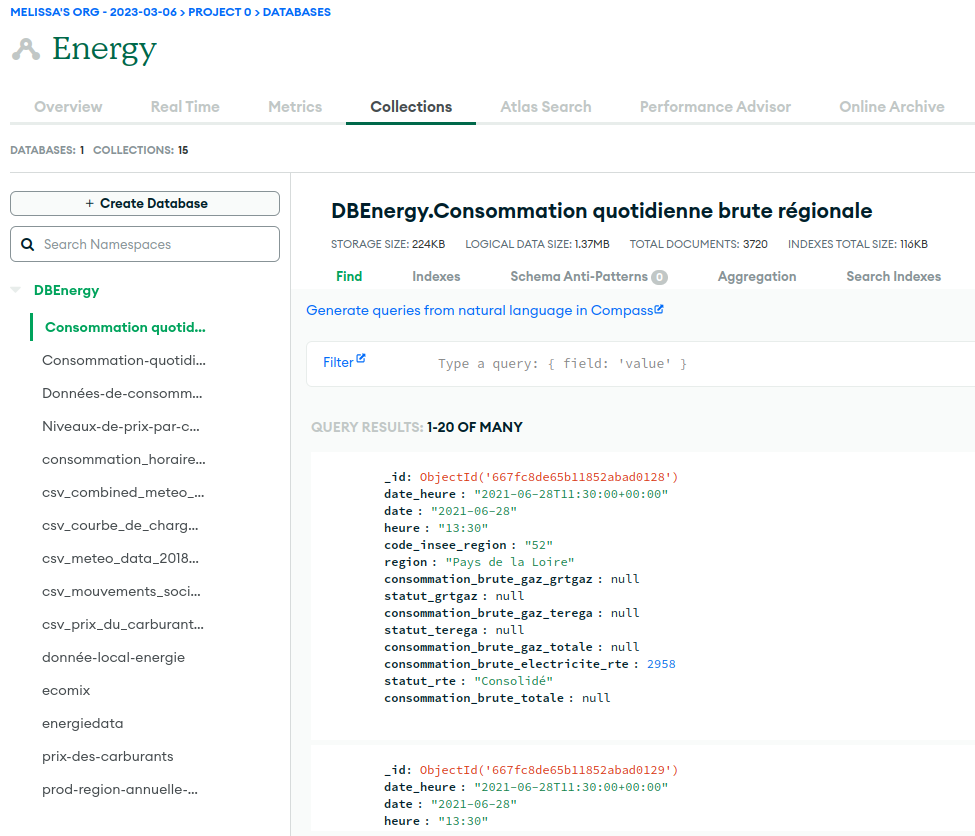 MELISSA'S ORG - 2023-03-06 > PROJECT 0 > DATABASES
Energy
Overview Real Time Metrics Collections Atlas Search Performance Advisor Online Archive
DATABASES: 1 COLLECTIONS: 15
+ Create Database
Search Namespaces
DBEnergy
Consommation quotid...
Consommation-quotidi...
Données-de-consomm...
Niveaux-de-prix-par-c...
consommation_horaire...
csv_combined_meteo_...
csv_courbe_de_charg...
csv_meteo_data_2018...
csv_mouvements_soci...
csv_prix_du_carburant...
donnée-local-energie
ecomix
energiedata
prix-des-carburants
prod-region-annuelle-...
DBEnergy.Consommation quotidienne brute régionale
STORAGE SIZE: 224KB LOGICAL DATA SIZE: 1.37MB TOTAL DOCUMENTS: 3720 INDEXES TOTAL SIZE: 116KB
Find Indexes Schema Anti-Patterns 0 Aggregation Search Indexes
Generate queries from natural language in Compass
Filter Type a query: { field: 'value' }
QUERY RESULTS: 1-20 OF MANY
_id: ObjectId('667fc8de65b11852abad0128')
date_heure : "2021-06-28T11:30:00+00:00"
date : "2021-06-28"
heure : "13:30"
code_insee_region : "52"
region : "Pays de la Loire"
consommation_brute_gaz_grtgaz : null
statut_grtgaz : null
consommation_brute_gaz_terega : null
statut_terega : null
consommation_brute_gaz_totale : null
consommation_brute_electricite_rte : 2958
statut_rte : "Consolidé"
consommation_brute_totale : null
_id: ObjectId('667fc8de65b11852abad0129')
date_heure : "2021-06-28T11:30:00+00:00"
date : "2021-06-28"
heure : "13:30"